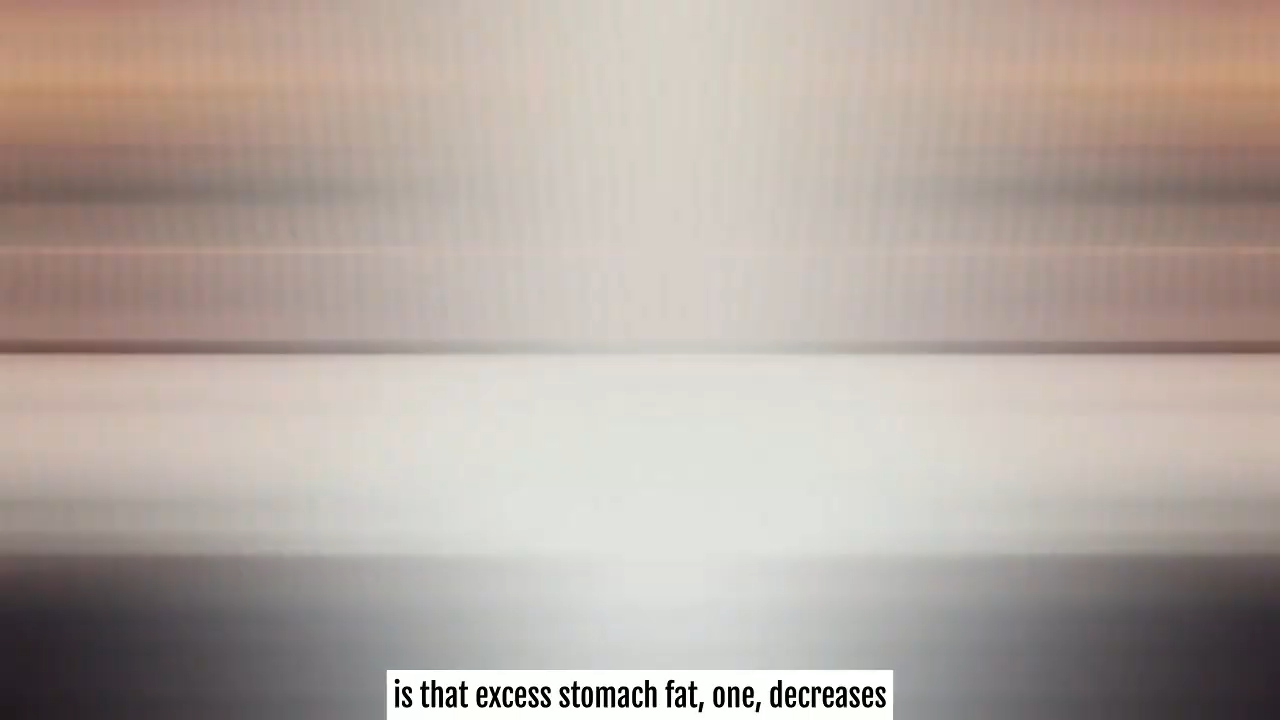 is that excess stomach fat, one, decreases